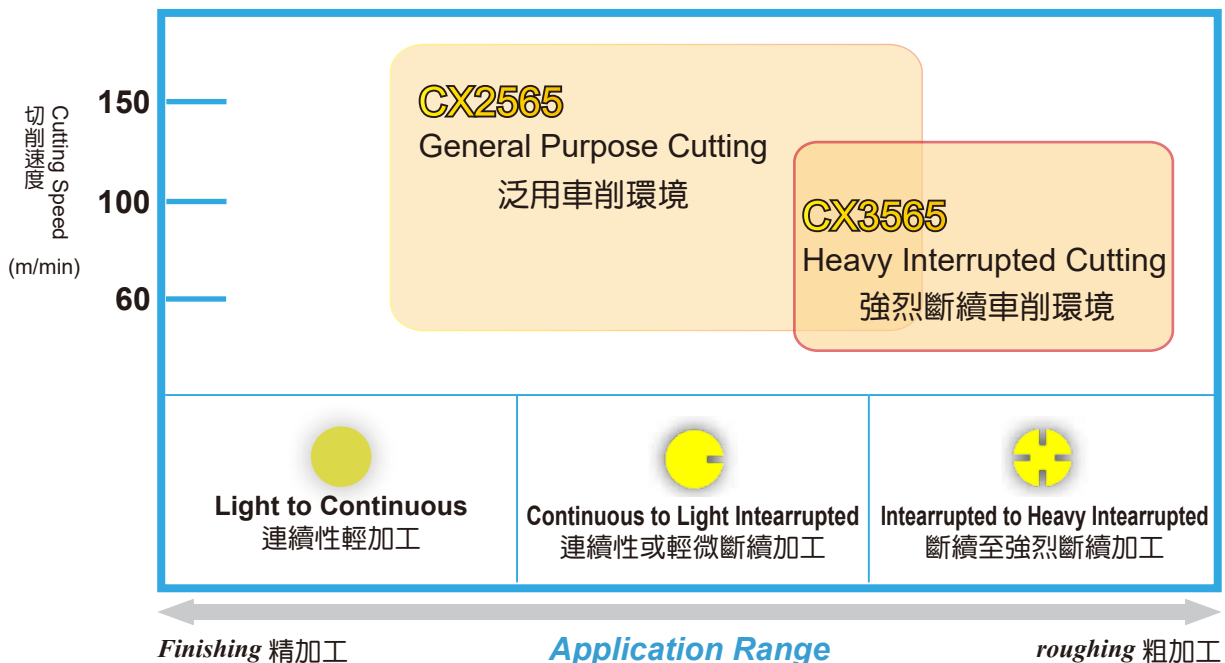 Cutting Speed
切削速度
(m/min)
150
100
60
CX2565
General Purpose Cutting
泛用車削環境
CX3565
Heavy Interrupted Cutting
強烈斷續車削環境
Light to Continuous
連續性輕加工
Continuous to Light Intearrupted
連續性或輕微斷續加工
Intearrupted to Heavy Intearrupted
斷續至強烈斷續加工
Finishing 精加工
Application Range
roughing 粗加工